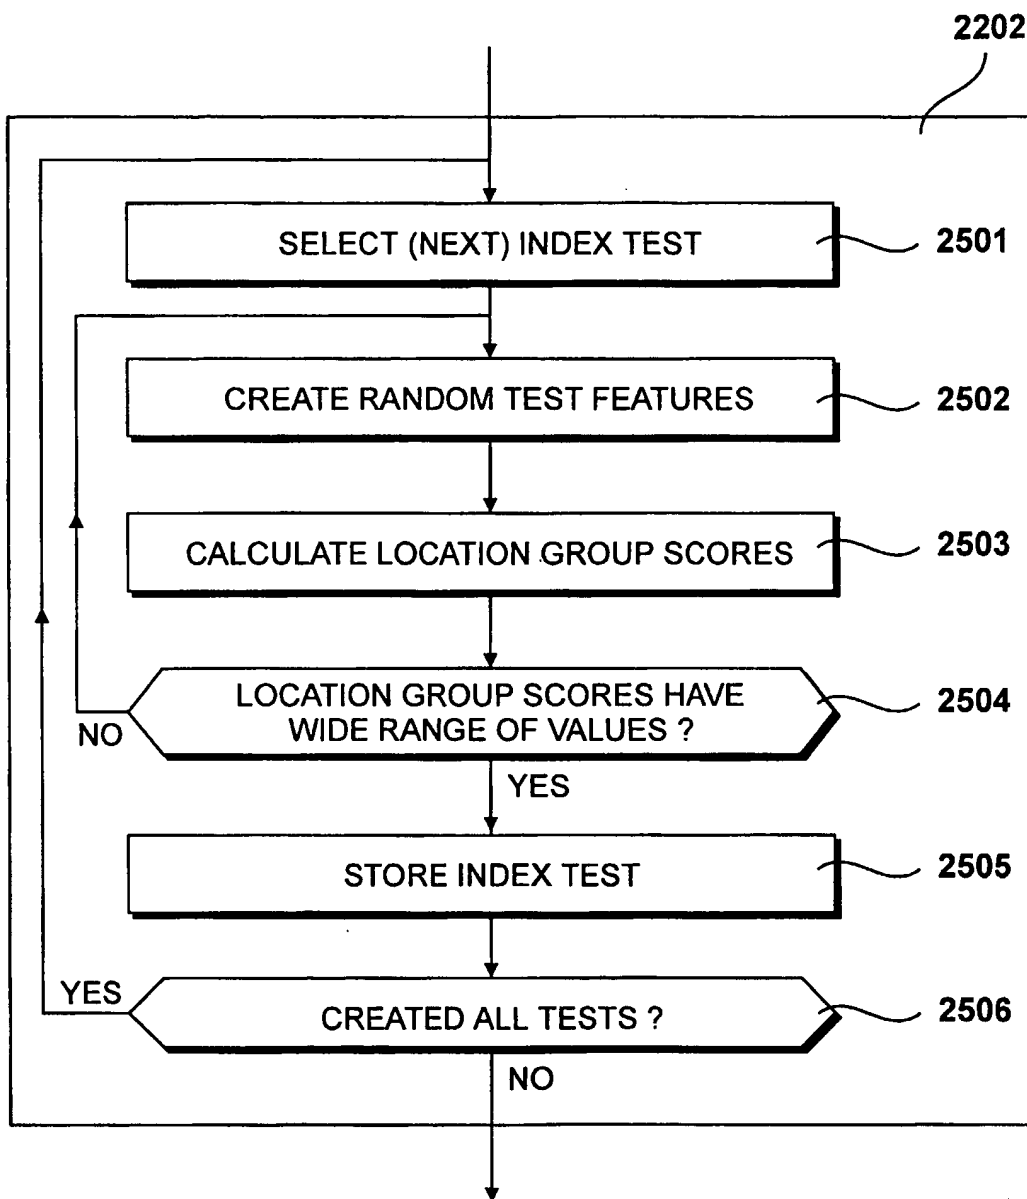 2202
SELECT (NEXT) INDEX TEST
2501
CREATE RANDOM TEST FEATURES
2502
CALCULATE LOCATION GROUP SCORES
2503
LOCATION GROUP SCORES HAVE
WIDE RANGE OF VALUES ?
2504
NO
YES
STORE INDEX TEST
2505
YES
CREATED ALL TESTS ?
2506
NO